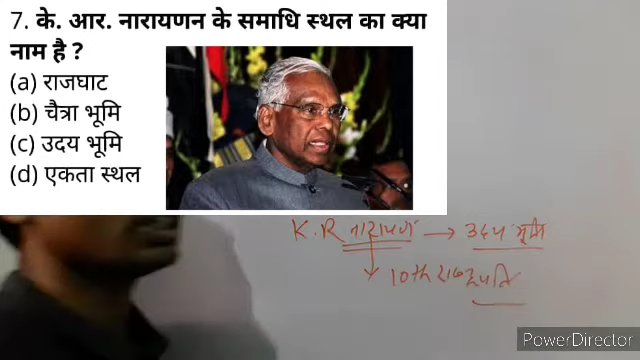 7. के. आर. नारायणन के समाधि स्थल का क्या
नाम है ?
(a) राजघाट
(b) चैत्रा भूमि
(c) उदय भूमि
(d) एकता स्थल
K. R नारायणन → उदय भूमि
10th राष्ट्रपति
PowerDirector